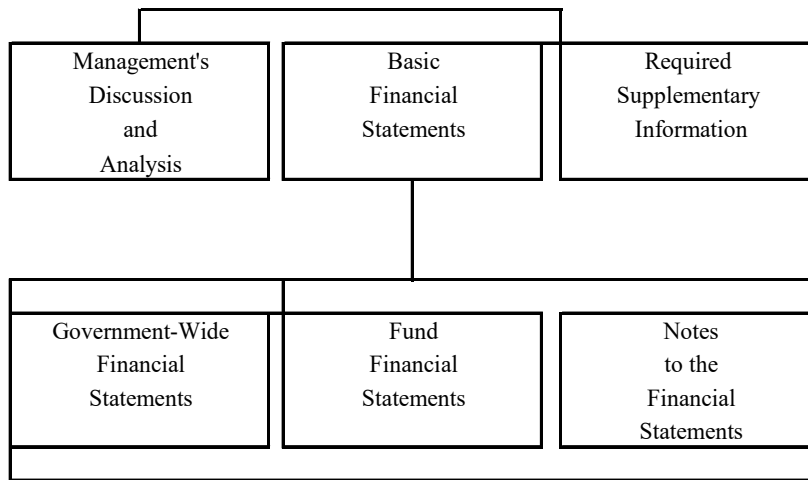 Management's
Discussion
and
Analysis
Basic
Financial
Statements
Required
Supplementary
Information
Government-Wide
Financial
Statements
Fund
Financial
Statements
Notes
to the
Financial
Statements